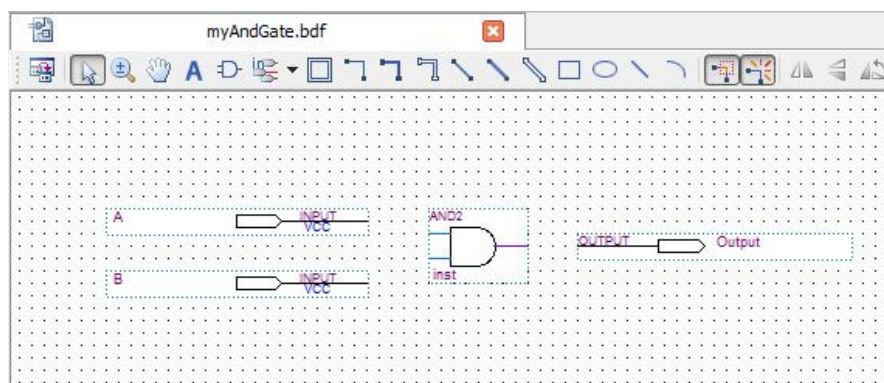 myAndGate.bdf
A
A
INPUT
VCC
AND2
inst
OUTPUT
Output
B
INPUT
VCC